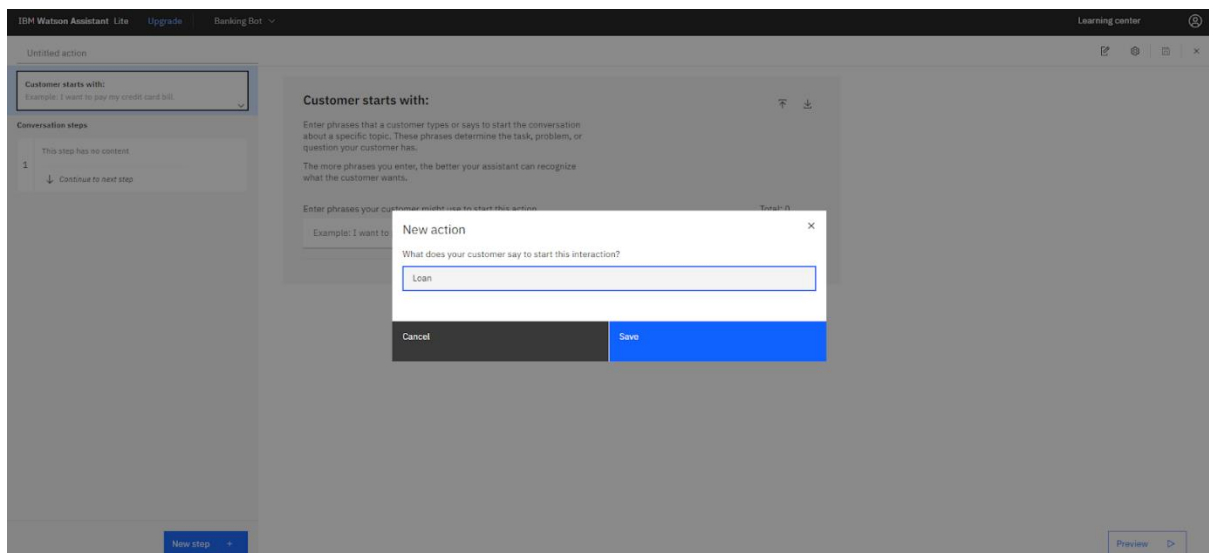 IBM Watson Assistant Lite Upgrade Banking Bot Learning center
Untitled action
Customer starts with:
Example: I want to pay my credit card bill.
Conversation steps
1
This step has no content
Continue to next step
New step +
Customer starts with:
Enter phrases that a customer types or says to start the conversation
about a specific topic. These phrases determine the task, problem, or
question your customer has.
The more phrases you enter, the better your assistant can recognize
what the customer wants.
Enter phrases your customer might use to start this action Total: 0
Example: I want to
New action
What does your customer say to start this interaction?
Loan
Cancel Save
Preview